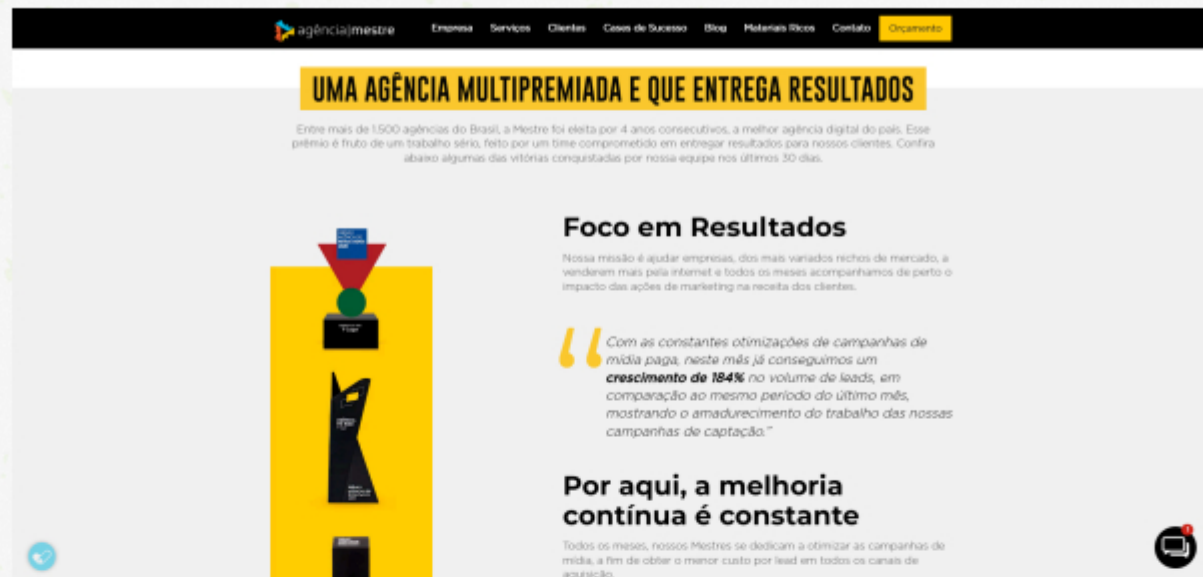 agência)mestre
Empresa Serviços Clientes Cases de Sucesso Blog Materiais Ricos Contato Orçamento
UMA AGÊNCIA MULTIPREMIADA E QUE ENTREGA RESULTADOS
Entre mais de 1.500 agências do Brasil, a Mestre foi eleita por 4 anos consecutivos, a melhor agência digital do país. Esse
prêmio é fruto de um trabalho sério, feito por um time comprometido em entregar resultados para nossos clientes. Confira
abaixo algumas das vitórias conquistadas por nossa equipe nos últimos 30 dias.
Foco em Resultados
Nossa missão é ajudar empresas, dos mais variados nichos de mercado, a
venderem mais pela internet e todos os meses acompanhamos de perto o
impacto das ações de marketing na receita dos clientes.
“Com as constantes otimizações de campanhas de
mídia paga, neste mês já conseguimos um
crescimento de 184% no volume de leads, em
comparação ao mesmo período do último mês,
mostrando o amadurecimento do trabalho das nossas
campanhas de captação.”
Por aqui, a melhoria
contínua é constante
Todos os meses, nossos Mestres se dedicam a otimizar as campanhas de
mídia, a fim de obter o menor custo por lead em todos os canais de
aquisição.